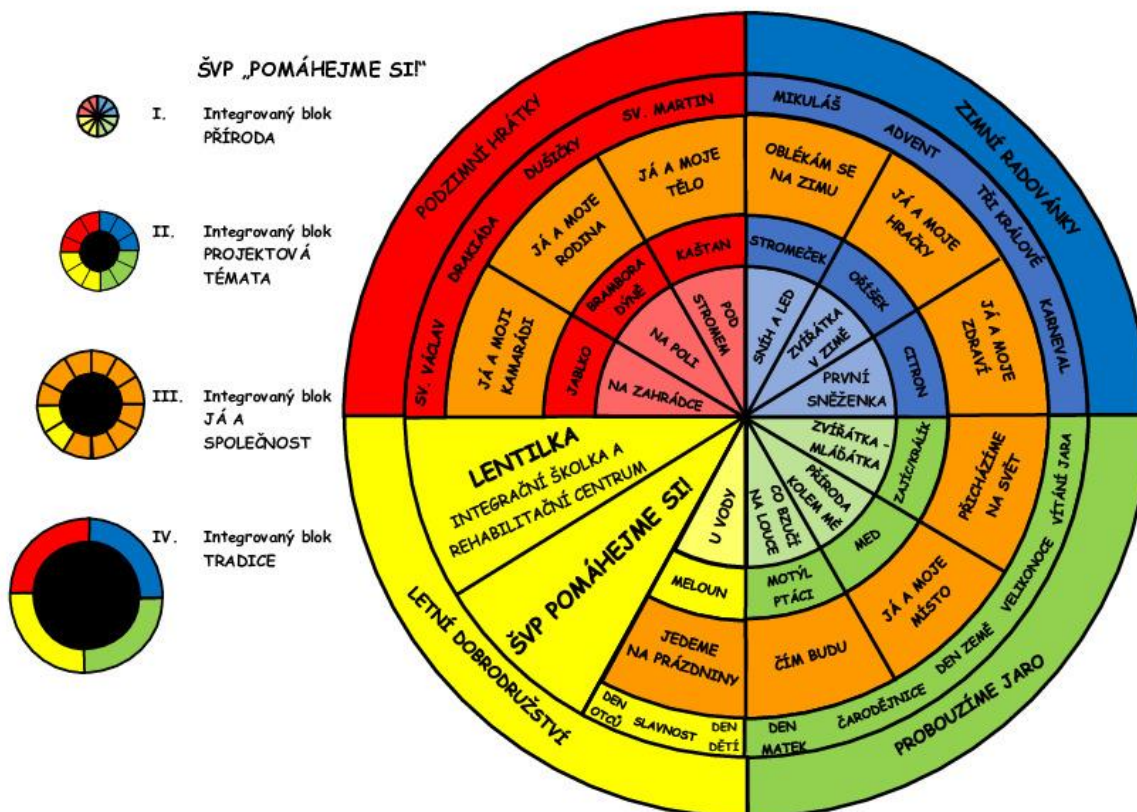 ŠVP „POMÁHEJME SI!“
I. Integrovaný blok
PŘÍRODA
II. Integrovaný blok
PROJEKTOVÁ
TÉMATA
III. Integrovaný blok
JÁ A
SPOLEČNOST
IV. Integrovaný blok
TRADICE
PODZIMNÍ HRÁTKY
SV. VÁCLAV
DRAKIÁDA
DUŠIČKY
SV. MARTIN
JÁ A MOJI
KAMARÁDI
JÁ A MOJE
RODINA
JÁ A MOJE
TĚLO
JABLKO
BRAMBORA
DÝNĚ
KAŠTAN
NA ZAHRÁDCE
NA POLI
POD
STROMEM
ZIMNÍ RADOVÁNKY
MIKULÁŠ
ADVENT
TŘI KRÁLOVÉ
KARNEVAL
OBLÉKÁM SE
NA ZIMU
JÁ A MOJE
HRAČKY
JÁ A MOJE
ZDRAVÍ
STROMEČEK
OŘÍŠEK
CITRON
SNÍH A LED
ZVÍŘÁTKA
V ZIMĚ
PRVNÍ
SNĚŽENKA
PROBOUZÍME JARO
VÍTÁNÍ JARA
VELIKONOCE
DEN ZEMĚ
ČARODĚJNICE
DEN
MATEK
PŘICHÁZÍME
NA SVĚT
JÁ A MOJE
MÍSTO
ČÍM BUDU
ZAJÍC/KRÁLÍK
MED
MOTÝL
PTÁCI
ZVÍŘÁTKA -
MLÁĎÁTKA
PŘÍRODA
KOLEM MĚ
CO BZUČÍ
NA LOUCE
LETNÍ DOBRODRUŽSTVÍ
DEN
DĚTÍ
SLAVNOST
DEN
OTCŮ
JEDEME
NA PRÁZDNINY
MELOUN
U VODY
LENTILKA
INTEGRAČNÍ ŠKOLKA A
REHABILITAČNÍ CENTRUM
ŠVP POMÁHEJME SI!